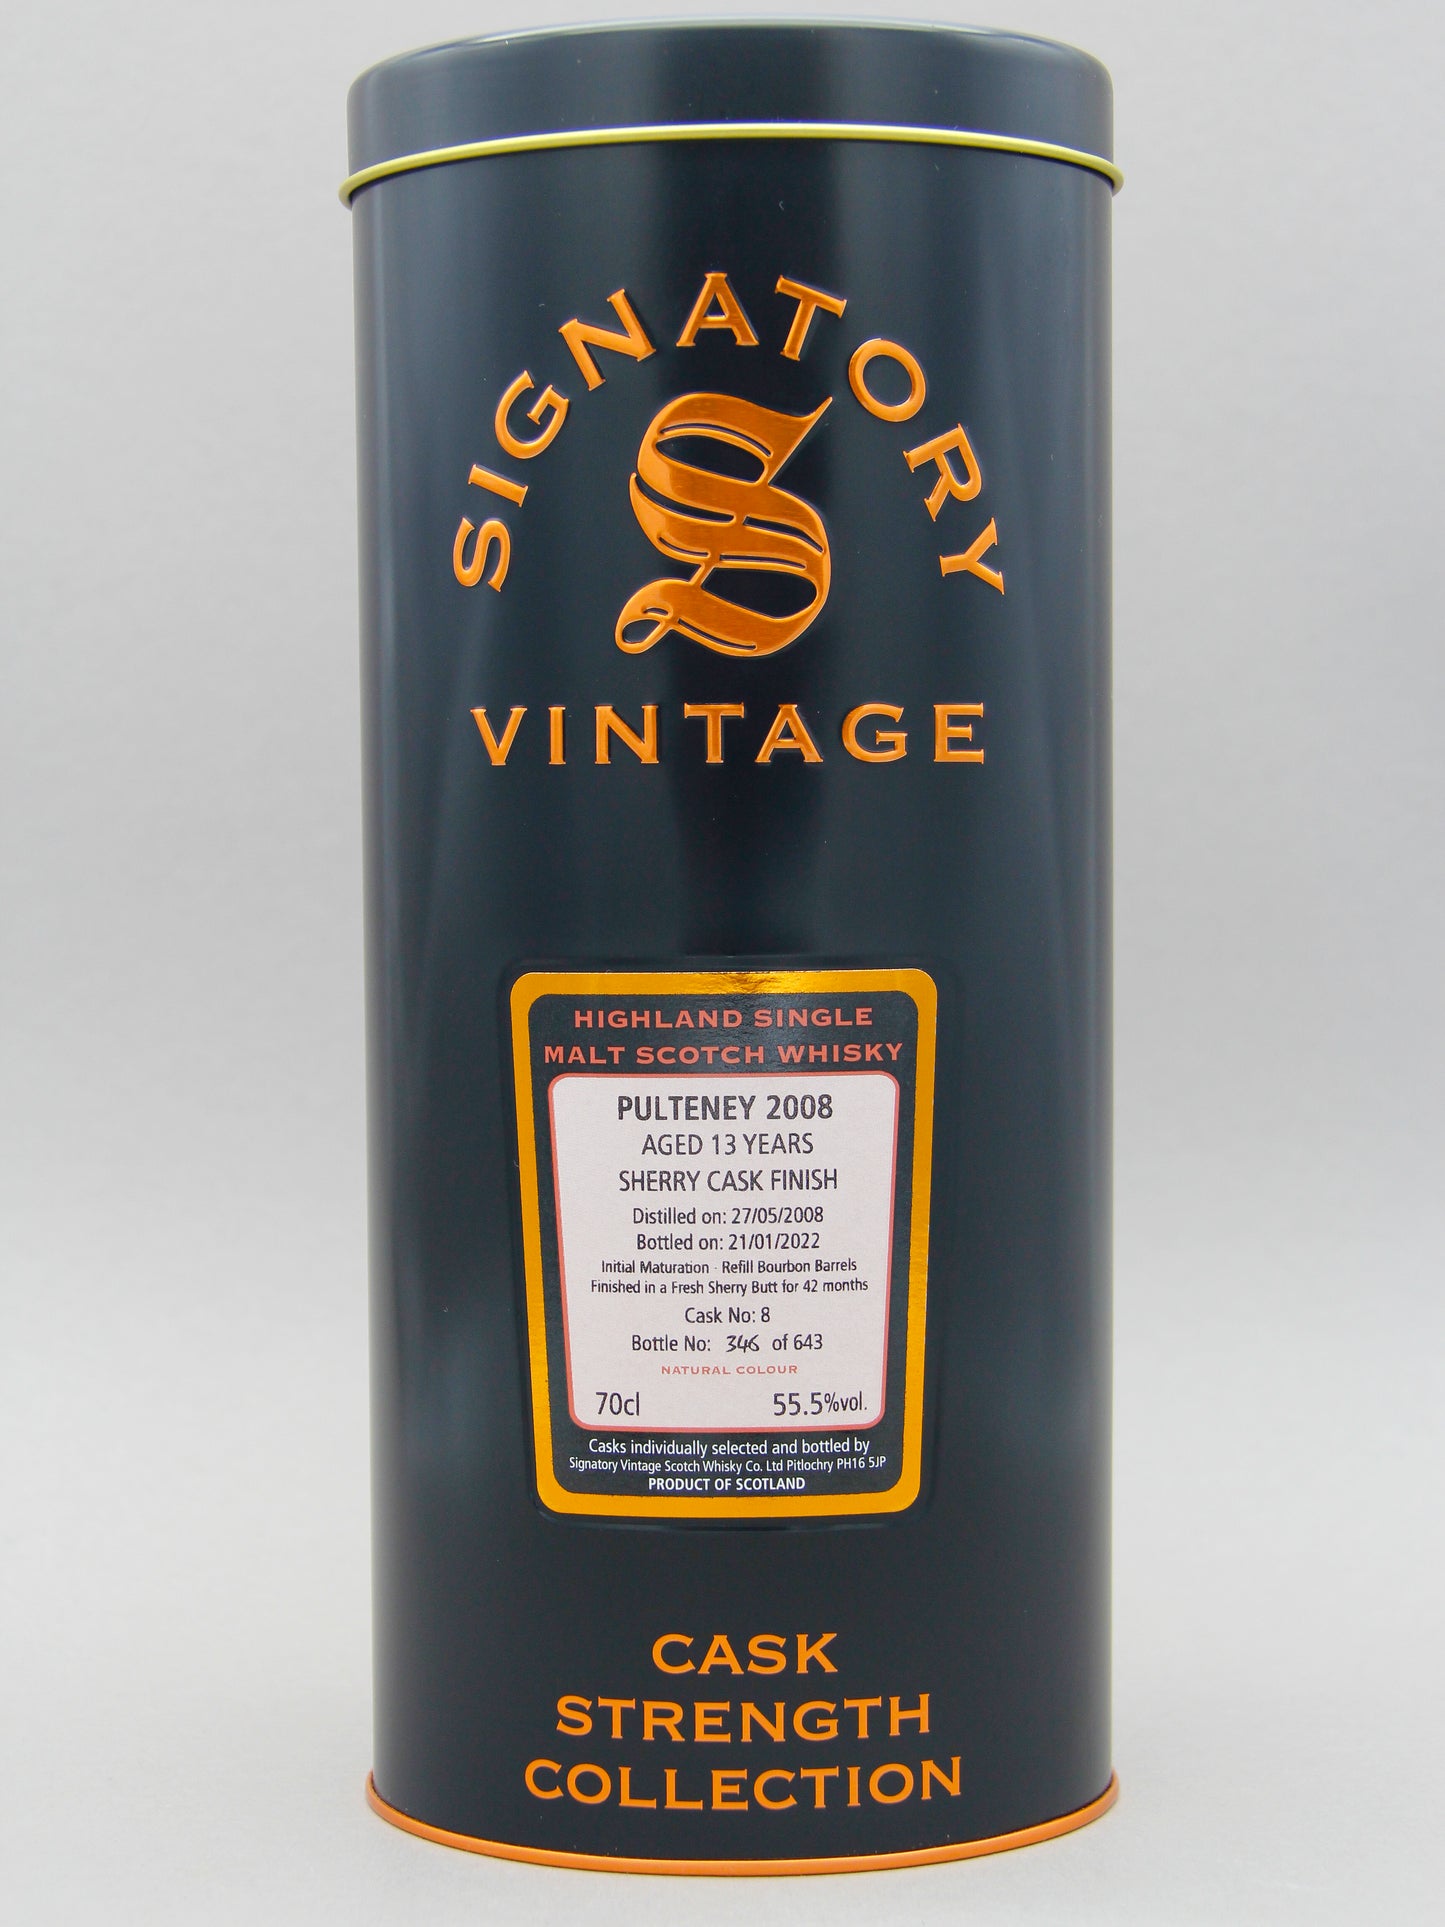 SIGNATORY
S
VINTAGE
HIGHLAND SINGLE
MALT SCOTCH WHISKY
PULTENEY 2008
AGED 13 YEARS
SHERRY CASK FINISH
Distilled on: 27/05/2008
Bottled on: 21/01/2022
Initial Maturation - Refill Bourbon Barrels
Finished in a Fresh Sherry Butt for 42 months
Cask No: 8
Bottle No: 346 of 643
NATURAL COLOUR
70cl 55.5%vol.
Casks individually selected and bottled by
Signatory Vintage Scotch Whisky Co. Ltd Pitlochry PH16 5JP
PRODUCT OF SCOTLAND
CASK
STRENGTH
COLLECTION